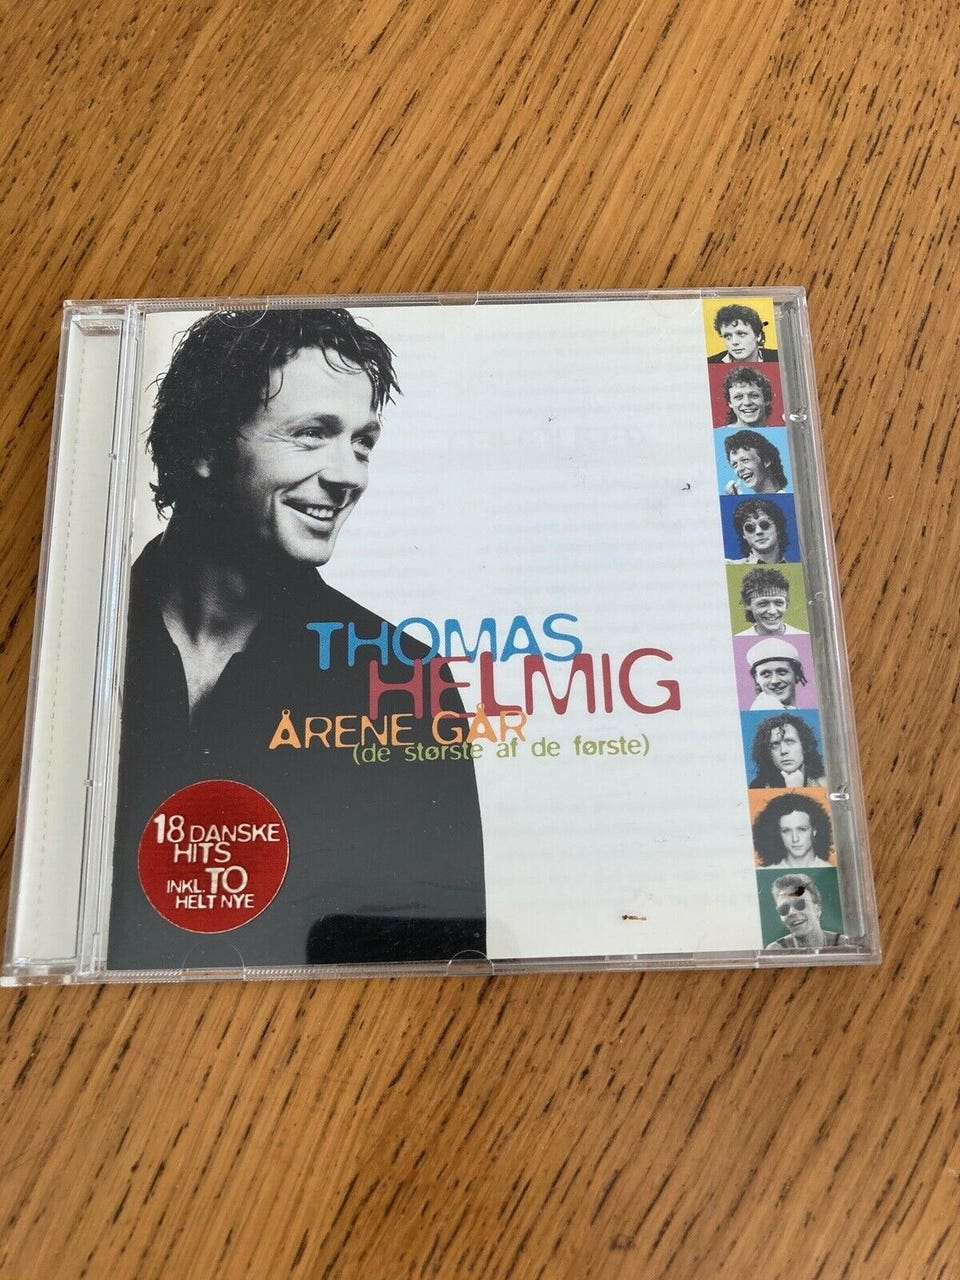 THOMAS
HELMIG
ÅRENE GÅR
(de største af de første)
18 DANSKE
HITS
INKL. TO
HELT NYE